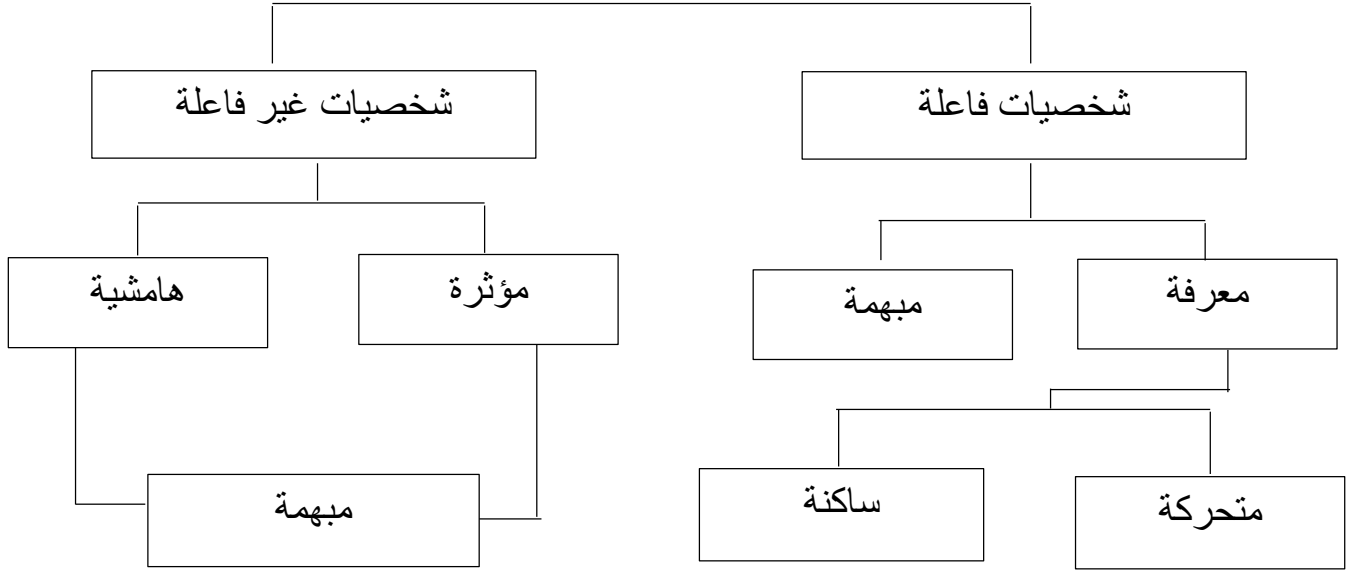 شخصيات فاعلة
شخصيات غير فاعلة
معرفة
مبهمة
مؤثرة
هامشية
متحركة
ساكنة
مبهمة